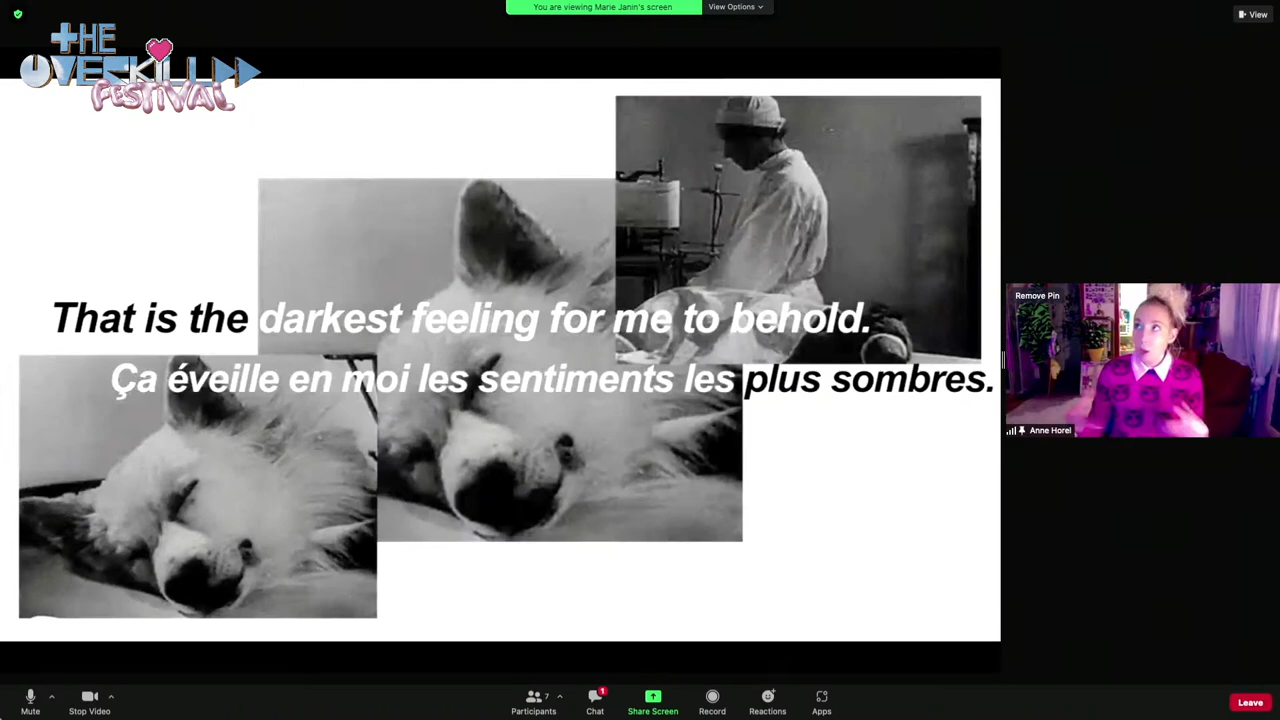 You are viewing Marie Janin's screen
View Options
View
THE
OVERKILL
FESTIVAL
That is the darkest feeling for me to behold.
Ça éveille en moi les sentiments les plus sombres.
Remove Pin
Anne Horel
Mute
Stop Video
Participants
7
Chat
1
Share Screen
Record
Reactions
Apps
Leave